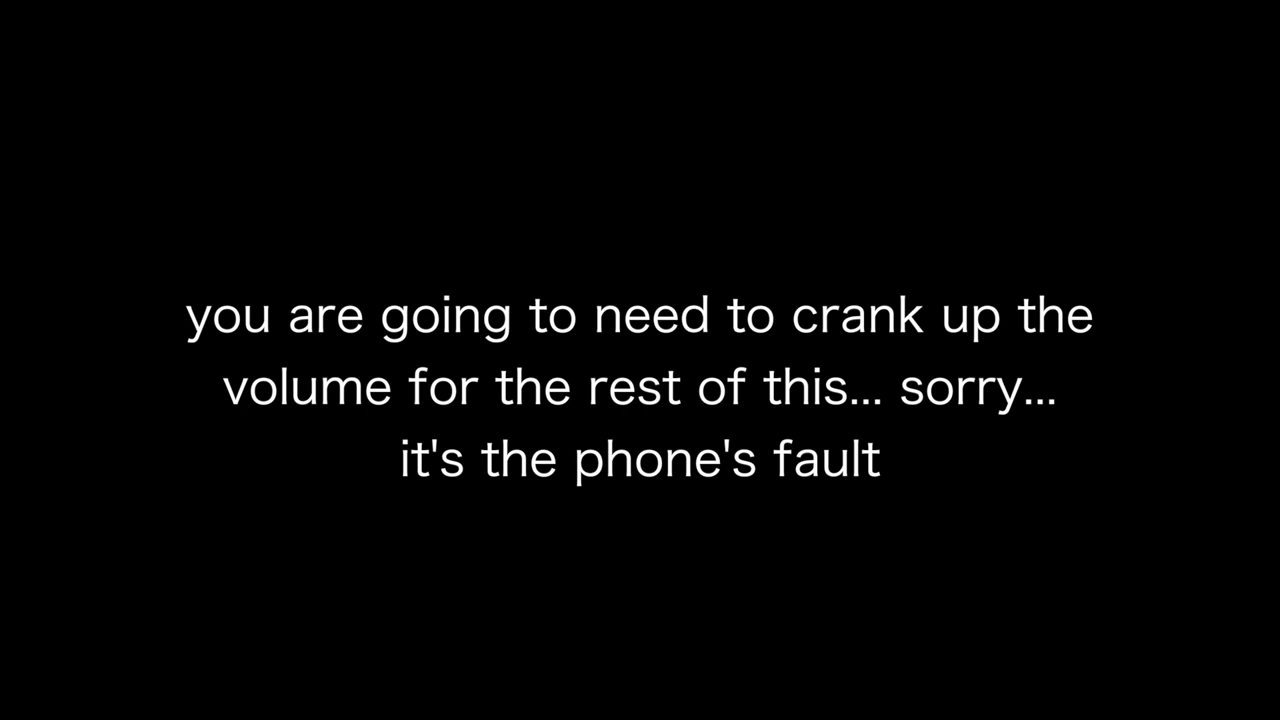 you are going to need to crank up the
volume for the rest of this... sorry...
it's the phone's fault